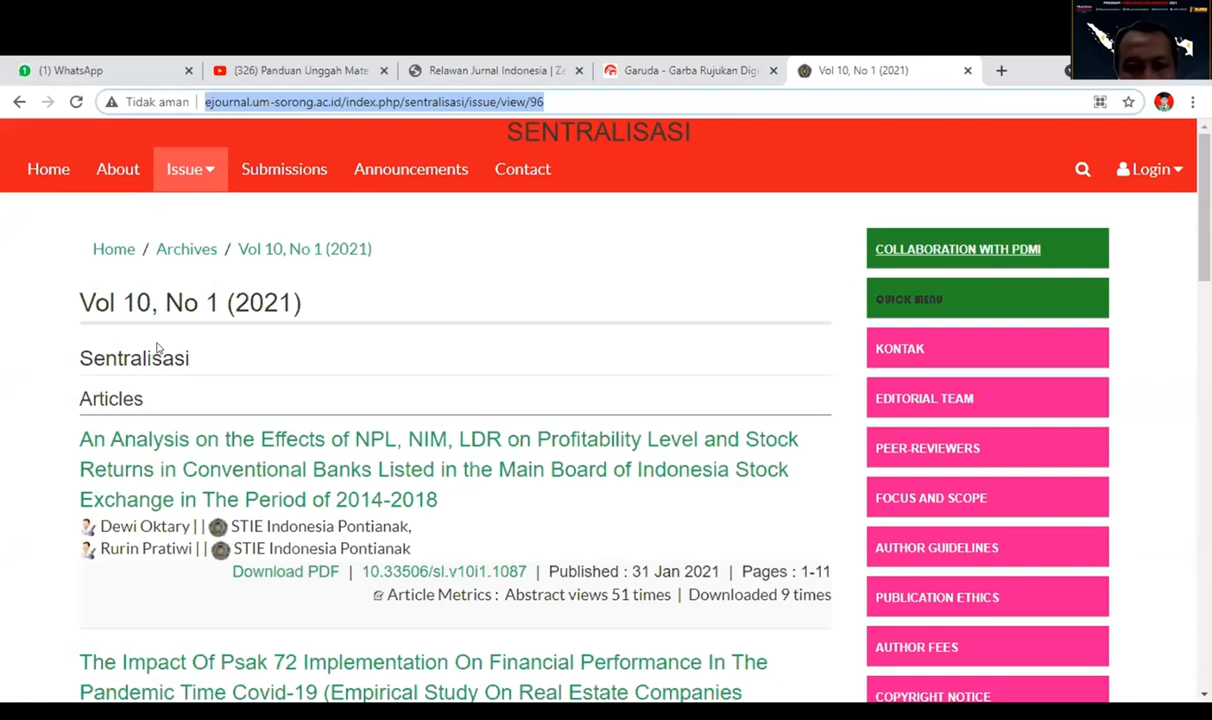 (1) WhatsApp
(326) Panduan Unggah Mate
Relawan Jurnal Indonesia | Ze
Garuda - Garba Rujukan Digi
Vol 10, No 1 (2021)
Tidak aman
ejournal.um-sorong.ac.id/index.php/sentralisasi/issue/view/96
SENTRALISASI
Home
About
Issue
Submissions
Announcements
Contact
Login
Home / Archives / Vol 10, No 1 (2021)
Vol 10, No 1 (2021)
Sentralisasi
Articles
An Analysis on the Effects of NPL, NIM, LDR on Profitability Level and Stock
Returns in Conventional Banks Listed in the Main Board of Indonesia Stock
Exchange in The Period of 2014-2018
Dewi Oktary | | STIE Indonesia Pontianak,
Rurin Pratiwi | | STIE Indonesia Pontianak
Download PDF | 10.33506/sl.v10i1.1087 | Published : 31 Jan 2021 | Pages : 1-11
Article Metrics : Abstract views 51 times | Downloaded 9 times
The Impact Of Psak 72 Implementation On Financial Performance In The
Pandemic Time Covid-19 (Empirical Study On Real Estate Companies
COLLABORATION WITH PDMI
QUICK MENU
KONTAK
EDITORIAL TEAM
PEER-REVIEWERS
FOCUS AND SCOPE
AUTHOR GUIDELINES
PUBLICATION ETHICS
AUTHOR FEES
COPYRIGHT NOTICE